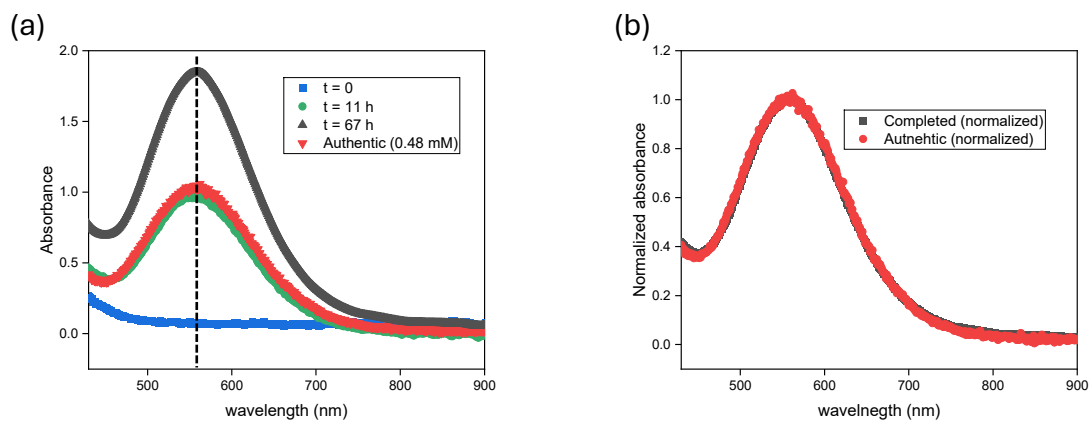 (a)
2.0
1.5
1.0
0.5
0.0
Absorbance
t = 0
t = 11 h
t = 67 h
Authentic (0.48 mM)
500
600
700
800
900
wavelength (nm)
(b)
1.0
0.8
0.6
0.4
0.2
0.0
Normalized absorbance
Completed (normalized)
Autnehtic (normalized)
500
600
700
800
900
wavelnegth (nm)